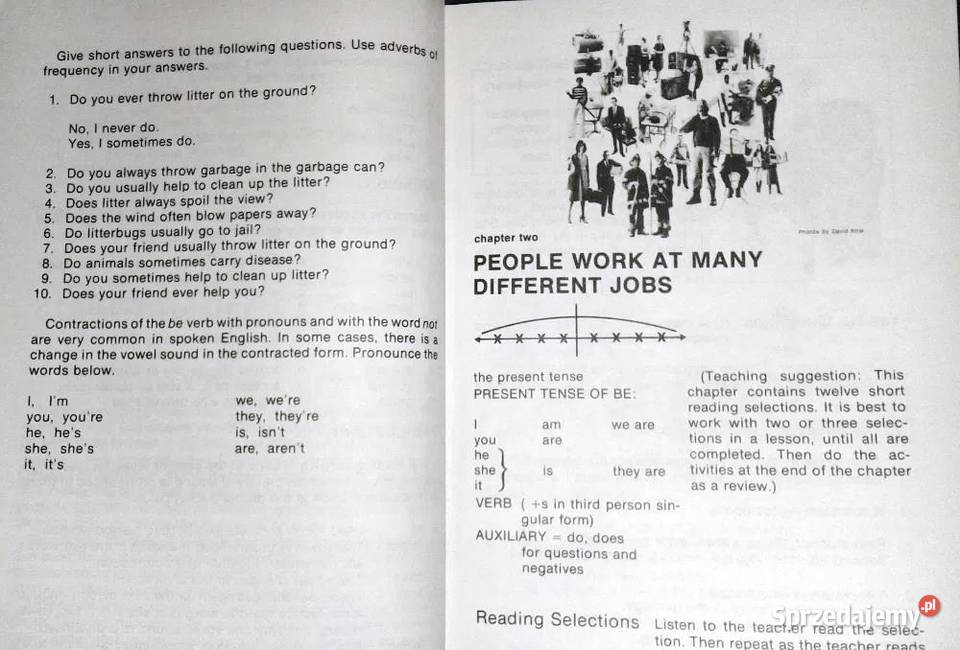 Give short answers to the following questions. Use adverbs of
frequency in your answers.
1. Do you ever throw litter on the ground?
No, I never do.
Yes, I sometimes do.
2. Do you always throw garbage in the garbage can?
3. Do you usually help to clean up the litter?
4. Does litter always spoil the view?
5. Does the wind often blow papers away?
6. Do litterbugs usually go to jail?
7. Does your friend usually throw litter on the ground?
8. Do animals sometimes carry disease?
9. Do you sometimes help to clean up litter?
10. Does your friend ever help you?
Contractions of the be verb with pronouns and with the word not
are very common in spoken English. In some cases, there is a
change in the vowel sound in the contracted form. Pronounce the
words below.
I, I'm
you, you're
he, he's
she, she's
it, it's
we, we're
they, they're
is, isn't
are, aren't
Photos by David
chapter two
PEOPLE WORK AT MANY
DIFFERENT JOBS
x x x x x x x x
the present tense
PRESENT TENSE OF BE:
I am we are
you are
he
she is they are
it
VERB ( +s in third person sin-
gular form)
AUXILIARY = do, does
for questions and
negatives
(Teaching suggestion: This
chapter contains twelve short
reading selections. It is best to
work with two or three selec-
tions in a lesson, until all are
completed. Then do the ac-
tivities at the end of the chapter
as a review.)
Reading Selections
Listen to the teacher read the selec-
tion. Then repeat as the teacher reads
Sprzedajemy.pl